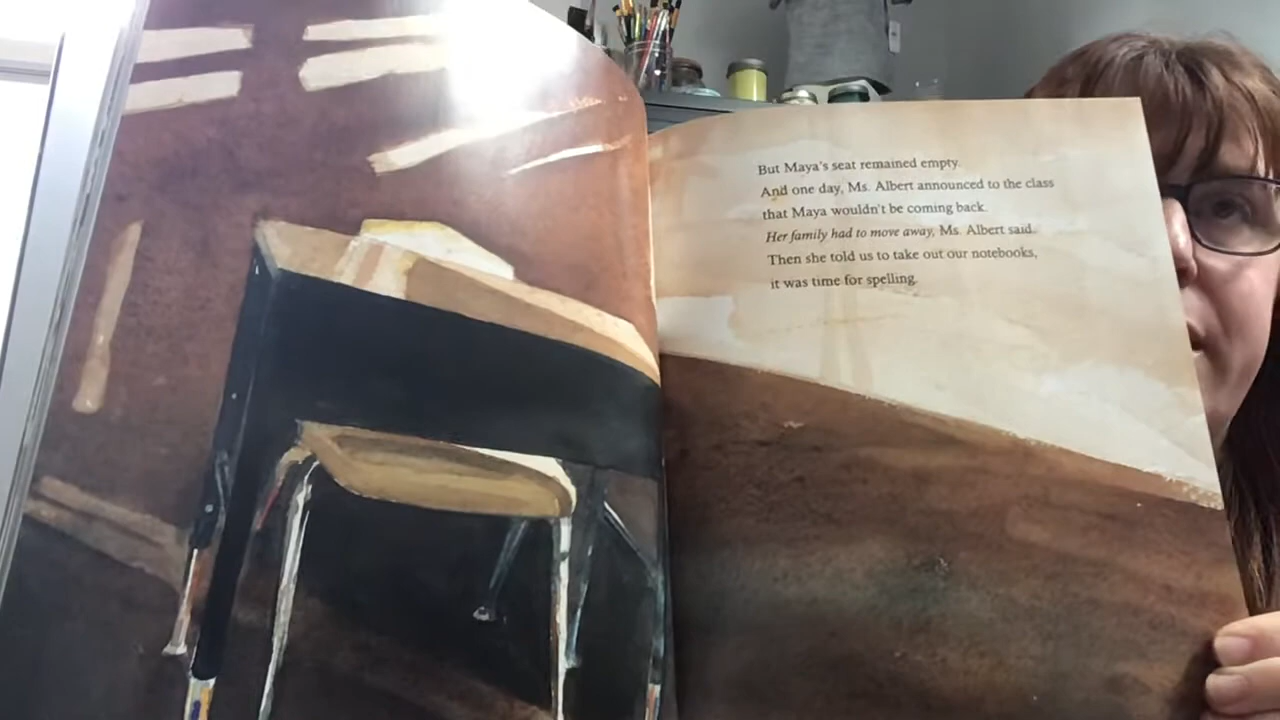 But Maya's seat remained empty.
And one day, Ms. Albert announced to the class
that Maya wouldn't be coming back.
Her family had to move away, Ms. Albert said.
Then she told us to take out our notebooks,
it was time for spelling.